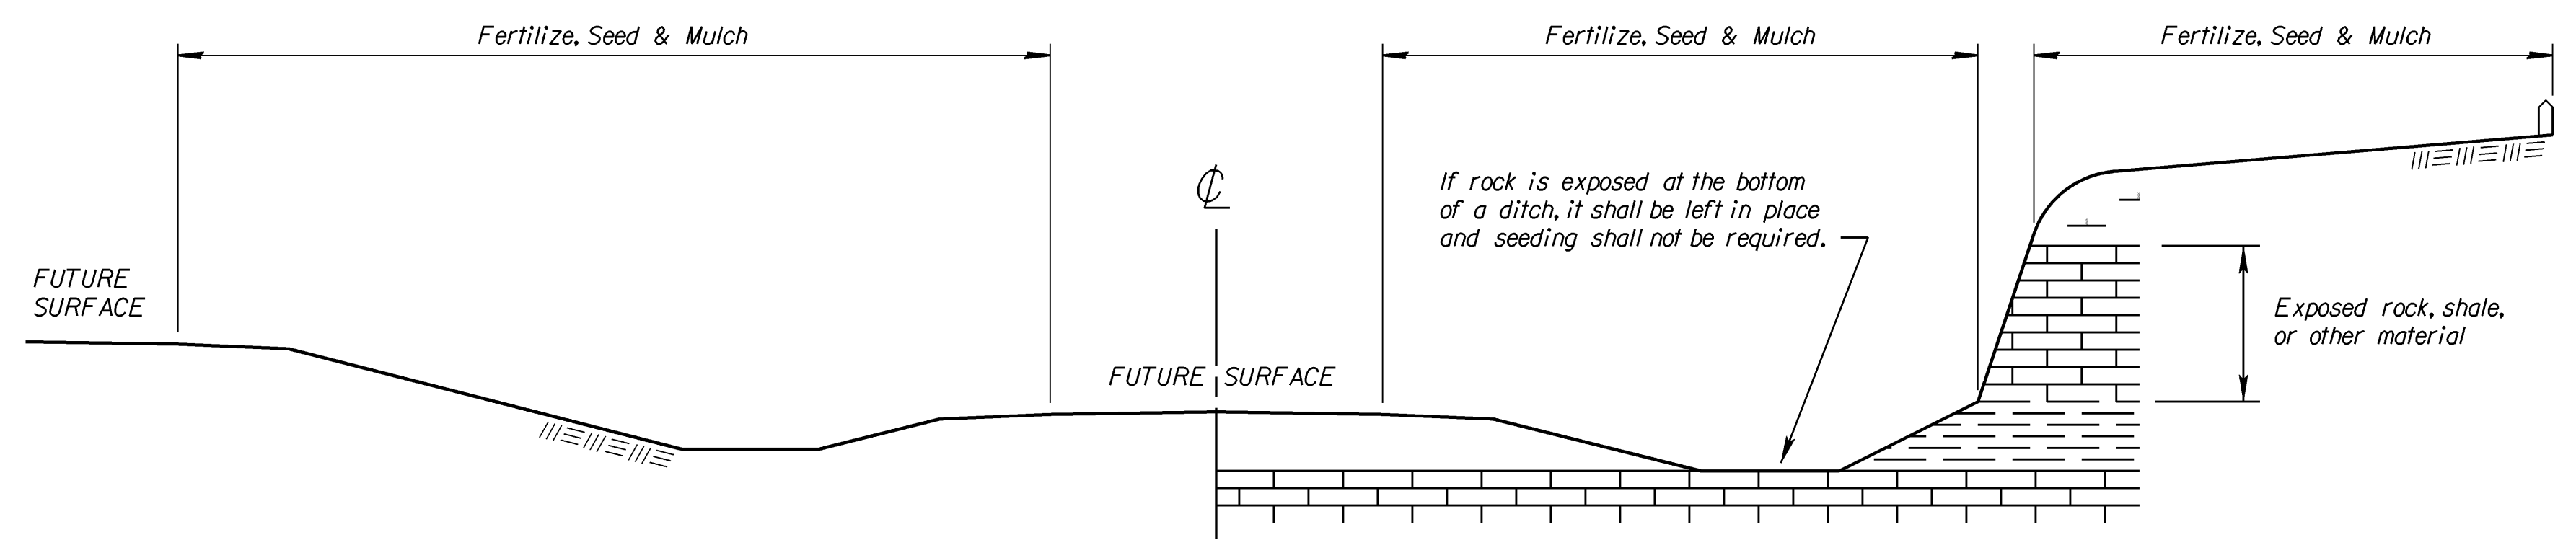 Fertilize, Seed & Mulch
Fertilize, Seed & Mulch
Fertilize, Seed & Mulch
℄
If rock is exposed at the bottom
of a ditch, it shall be left in place
and seeding shall not be required.
FUTURE
SURFACE
Exposed rock, shale,
or other material
FUTURE SURFACE